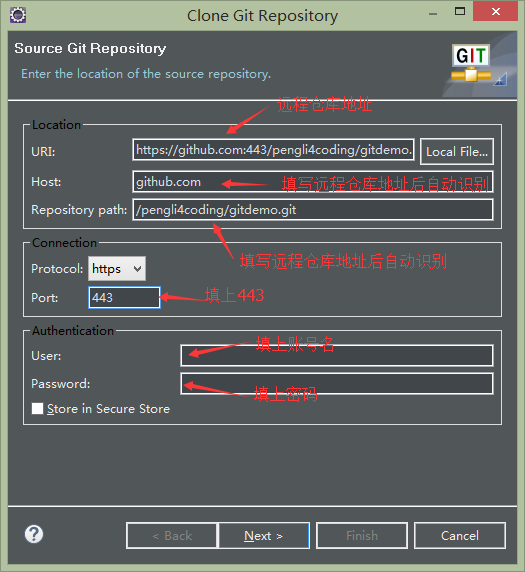 Clone Git Repository
Source Git Repository
Enter the location of the source repository.
GIT
远程仓库地址
Location
URI:
https://github.com:443/pengli4coding/gitdemo.
Local File...
Host:
github.com
填写远程仓库地址后自动识别
Repository path:
/pengli4coding/gitdemo.git
Connection
填写远程仓库地址后自动识别
Protocol:
https
Port:
443
填上443
Authentication
User:
填上账号名
Password:
填上密码
Store in Secure Store
?
< Back
Next >
Finish
Cancel